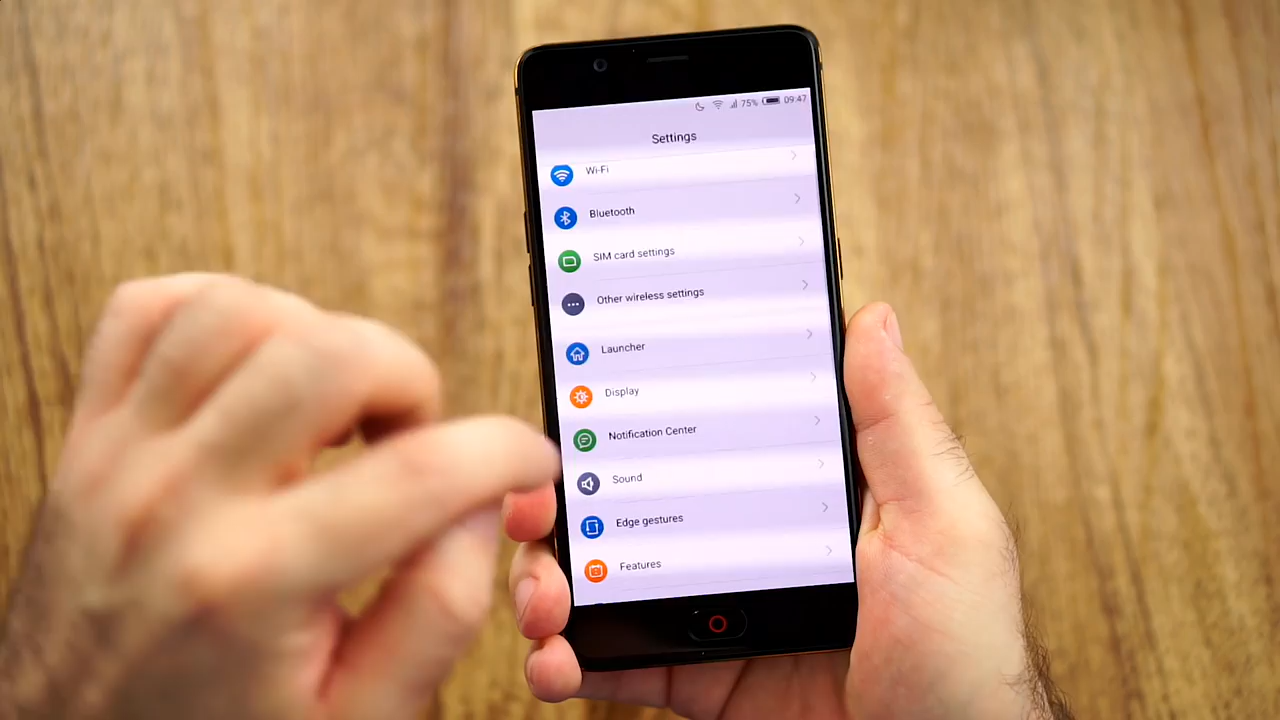 75% 09:47
Settings
Wi-Fi
Bluetooth
SIM card settings
Other wireless settings
Launcher
Display
Notification Center
Sound
Edge gestures
Features